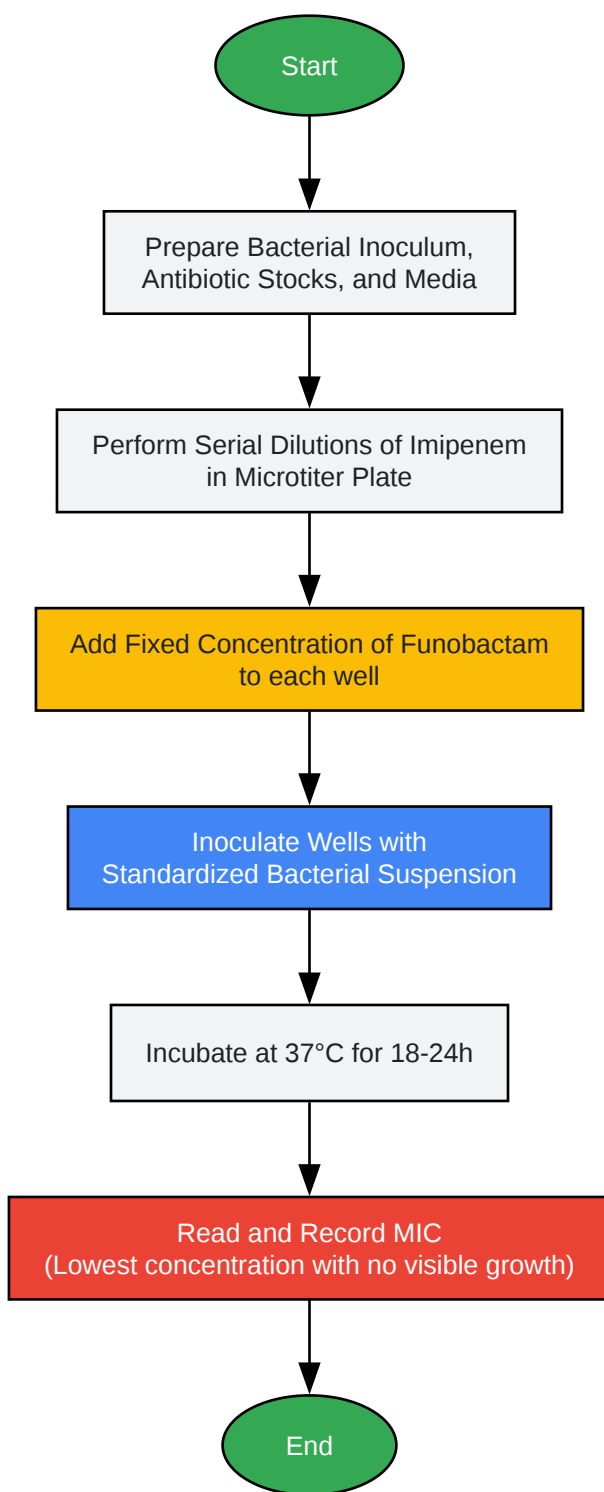 Start
Prepare Bacterial Inoculum,
Antibiotic Stocks, and Media
Perform Serial Dilutions of Imipenem
in Microtiter Plate
Add Fixed Concentration of Funobactam
to each well
Inoculate Wells with
Standardized Bacterial Suspension
Incubate at 37°C for 18-24h
Read and Record MIC
(Lowest concentration with no visible growth)
End